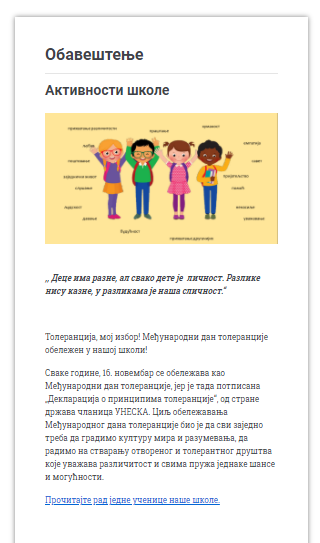 Обавештење
Активности школе
будућност
„ Деце има разне, ал свако дете је личност. Разлике
нису казне, у разликама је наша сличност.“
Толеранција, мој избор! Међународни дан толеранције
обележен у нашој школи!
Сваке године, 16. новембар се обележава као
Међународни дан толеранције, јер је тада потписана
„Декларација о принципима толеранције“, од стране
држава чланица УНЕСКА. Циљ обележавања
Међународног дана толеранције био је да сви заједно
треба да градимо културу мира и разумевања, да
радимо на стварању отвореног и толерантног друштва
које уважава различитост и свима пружа једнаке шансе
и могућности.
Прочитајте рад једне ученице наше школе.